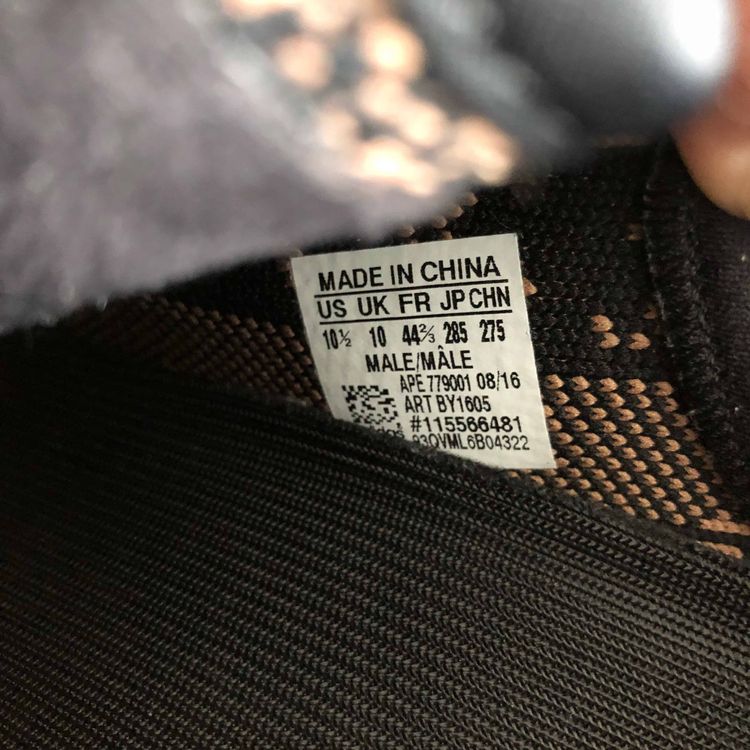 MADE IN CHINA
US UK FR JP CHN
10½ 10 44⅔ 285 275
MALE/MÂLE
APE 779001 08/16
ART BY1605
#115566481